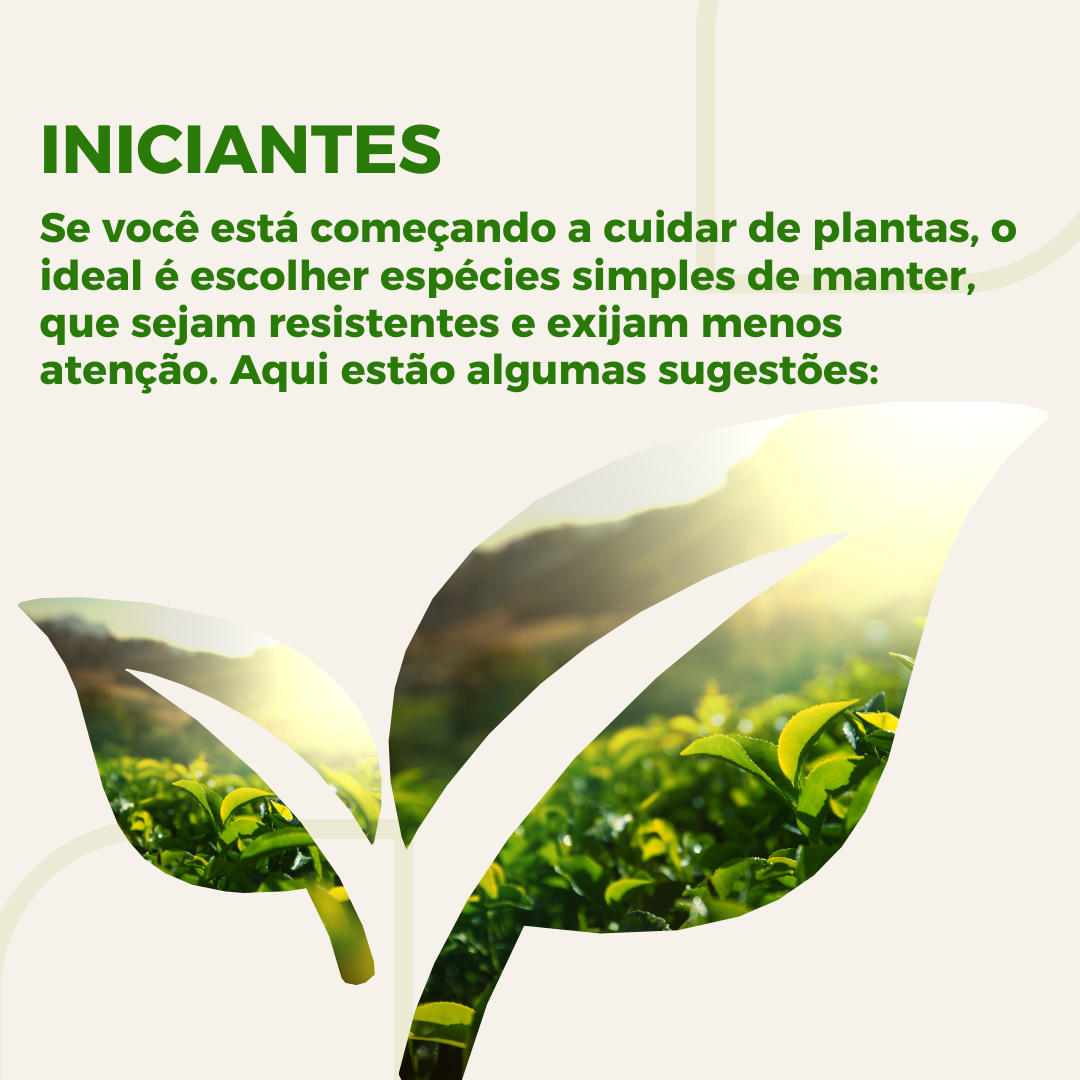 INICIANTES
Se você está começando a cuidar de plantas, o
ideal é escolher espécies simples de manter,
que sejam resistentes e exijam menos
atenção. Aqui estão algumas sugestões: